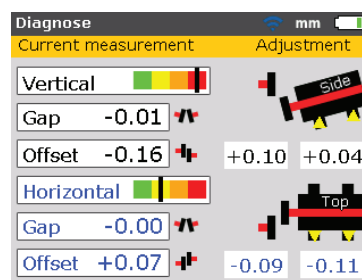 Diagnose mm
Current measurement Adjustment
Vertical Side
Gap -0.01
Offset -0.16 +0.10 +0.04
Horizontal Top
Gap -0.00
Offset +0.07 -0.09 -0.11